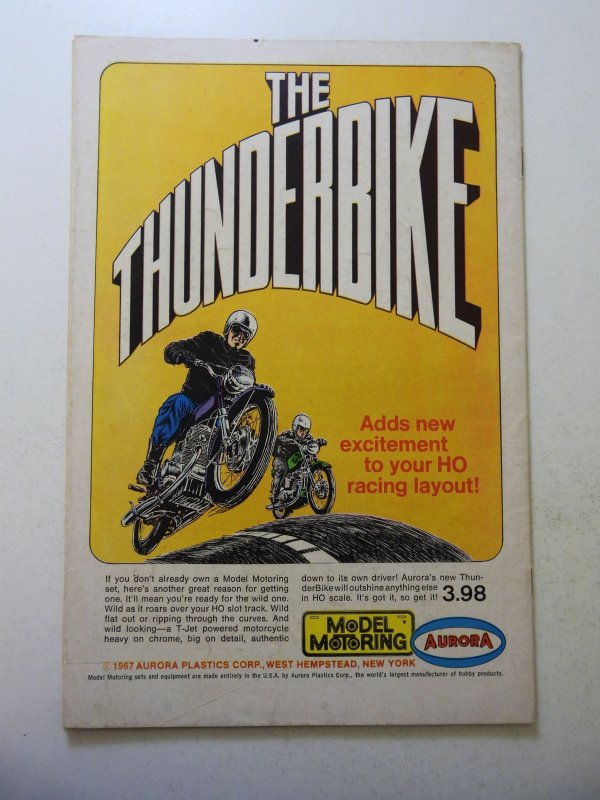 THE
THUNDERBIKE
Adds new
excitement
to your HO
racing layout!
If you don't already own a Model Motoring
set, here's another great reason for getting
one. It'll mean you're ready for the wild one.
Wild as it roars over your HO slot track. Wild
flat out or ripping through the curves. And
wild looking—a T-Jet powered motorcycle
heavy on chrome, big on detail, authentic
down to its own driver! Aurora's new Thun-
derBike will outshine anything else
in HO scale. It's got it, so get it! 3.98
MODEL
MOTORING
AURORA
© 1967 AURORA PLASTICS CORP., WEST HEMPSTEAD, NEW YORK
Model Motoring sets and equipment are made entirely in the U.S.A. by Aurora Plastics Corp., the world's largest manufacturer of hobby products.